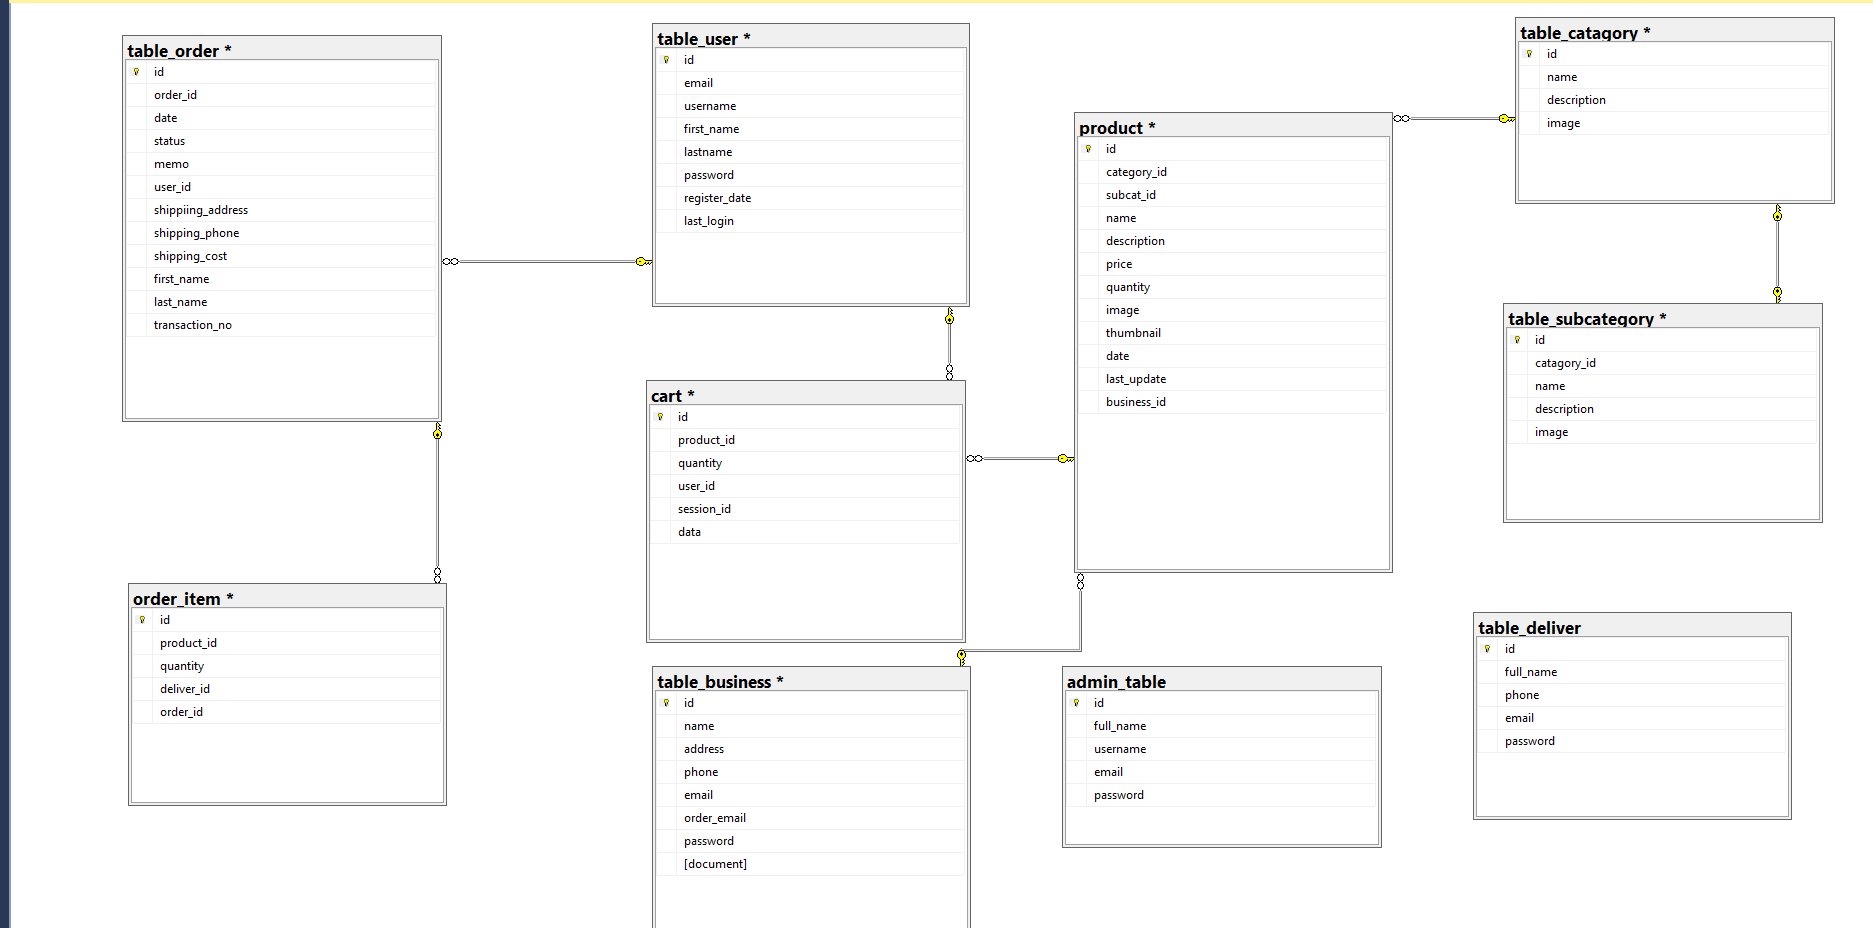 table_order *
id
order_id
date
status
memo
user_id
shippiing_address
shipping_phone
shipping_cost
first_name
last_name
transaction_no
table_user *
id
email
username
first_name
lastname
password
register_date
last_login
product *
id
category_id
subcat_id
name
description
price
quantity
image
thumbnail
date
last_update
business_id
table_catagory *
id
name
description
image
table_subcategory *
id
catagory_id
name
description
image
cart *
id
product_id
quantity
user_id
session_id
data
order_item *
id
product_id
quantity
deliver_id
order_id
table_business *
id
name
address
phone
email
order_email
password
[document]
admin_table
id
full_name
username
email
password
table_deliver
id
full_name
phone
email
password